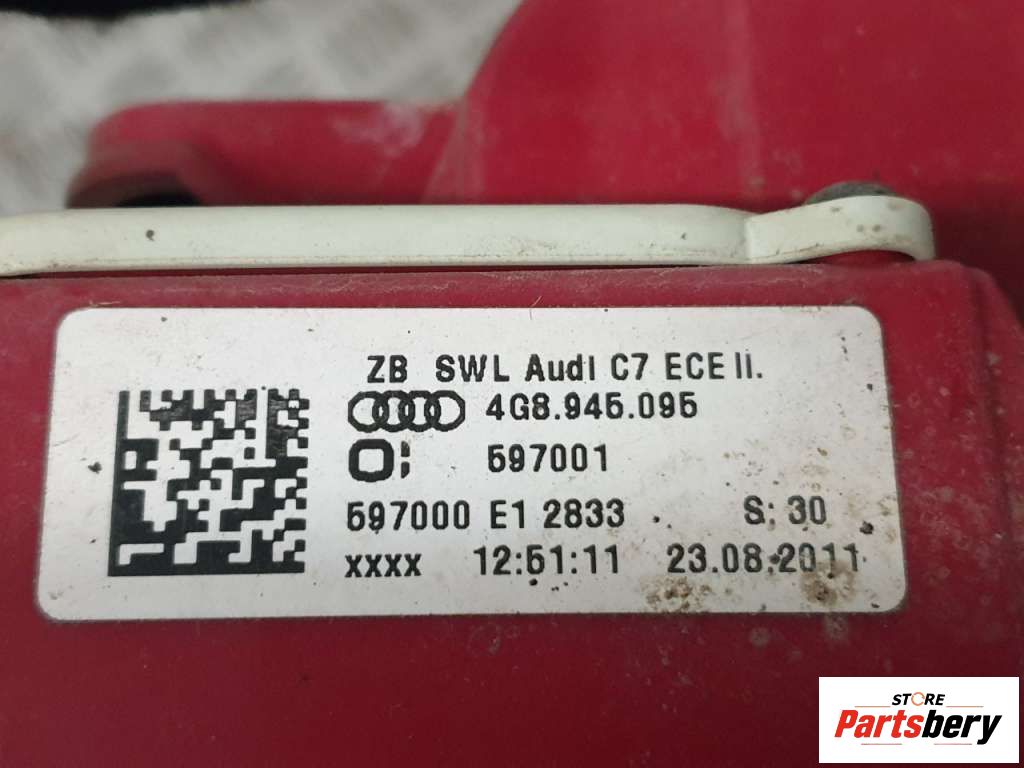 ZB SWL Audi C7 ECE li.
4G8.945.095
O; 597001
597000 E1 2833 S: 30
xxxx 12:51:11 23.08.2011
STORE
Partsbery